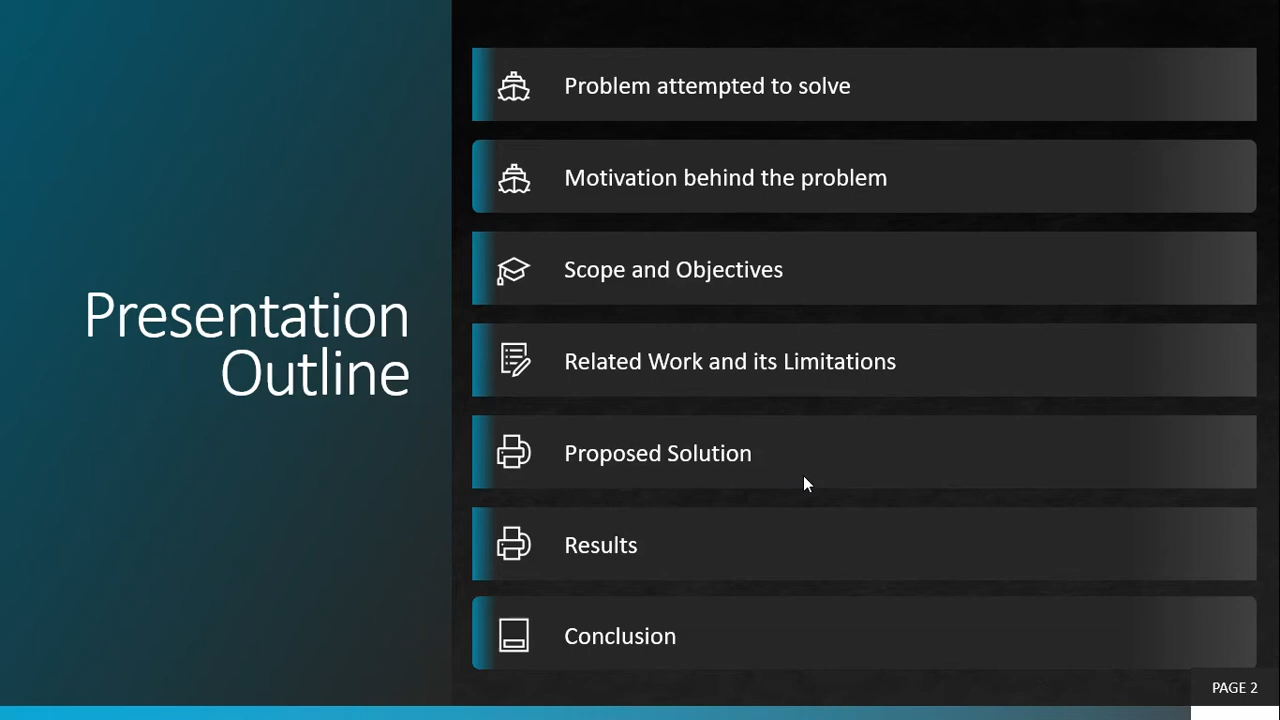 Presentation
Outline
Problem attempted to solve
Motivation behind the problem
Scope and Objectives
Related Work and its Limitations
Proposed Solution
Results
Conclusion
PAGE 2